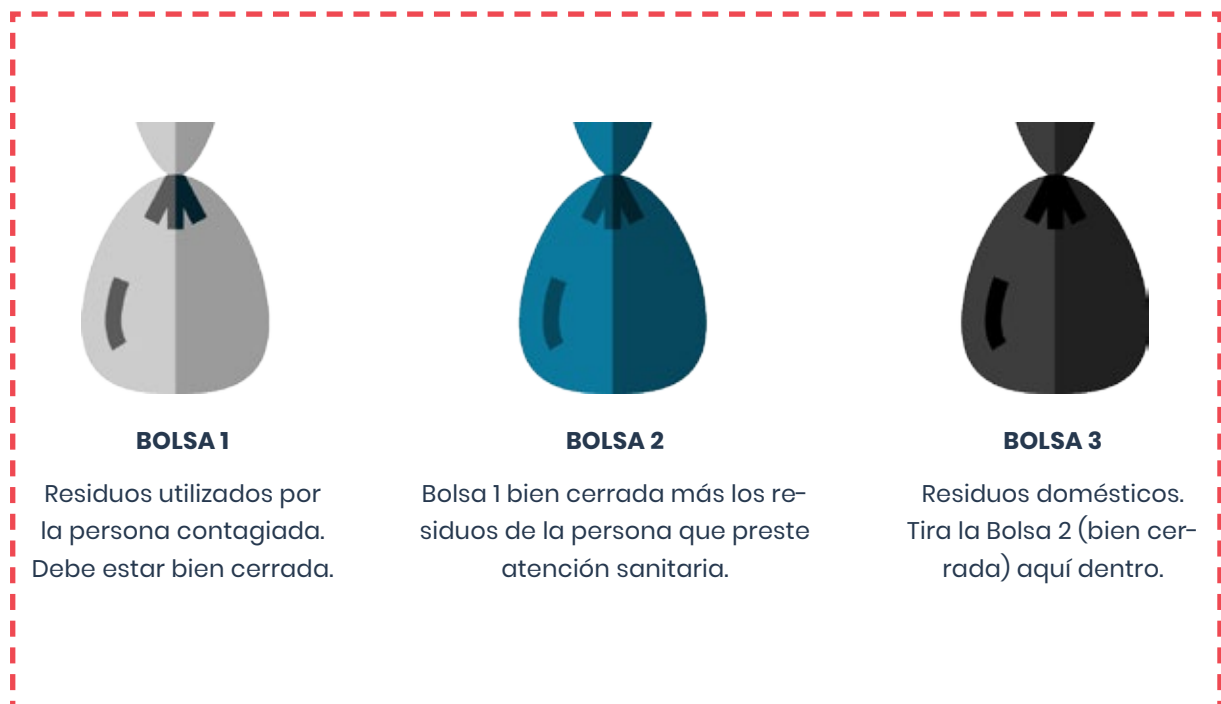 BOLSA 1
Residuos utilizados por
la persona contagiada.
Debe estar bien cerrada.
BOLSA 2
Bolsa 1 bien cerrada más los re-
siduos de la persona que preste
atención sanitaria.
BOLSA 3
Residuos domésticos.
Tira la Bolsa 2 (bien cer-
rada) aquí dentro.